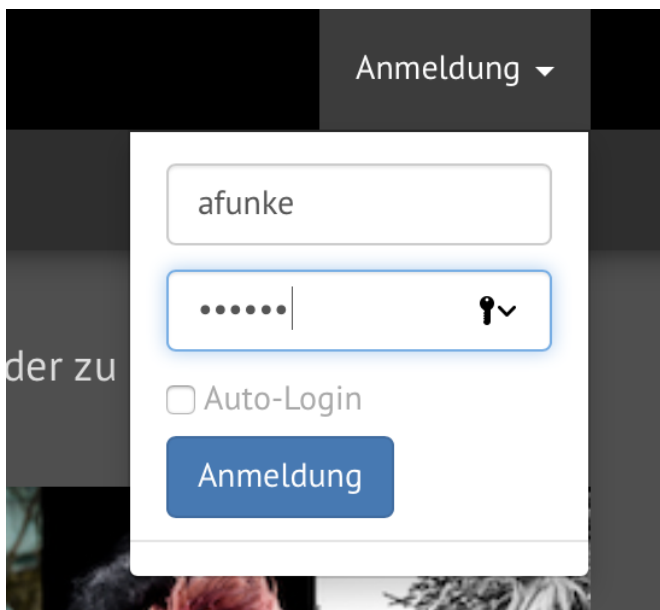 Anmeldung
afunke
••••••
der zu
Auto-Login
Anmeldung